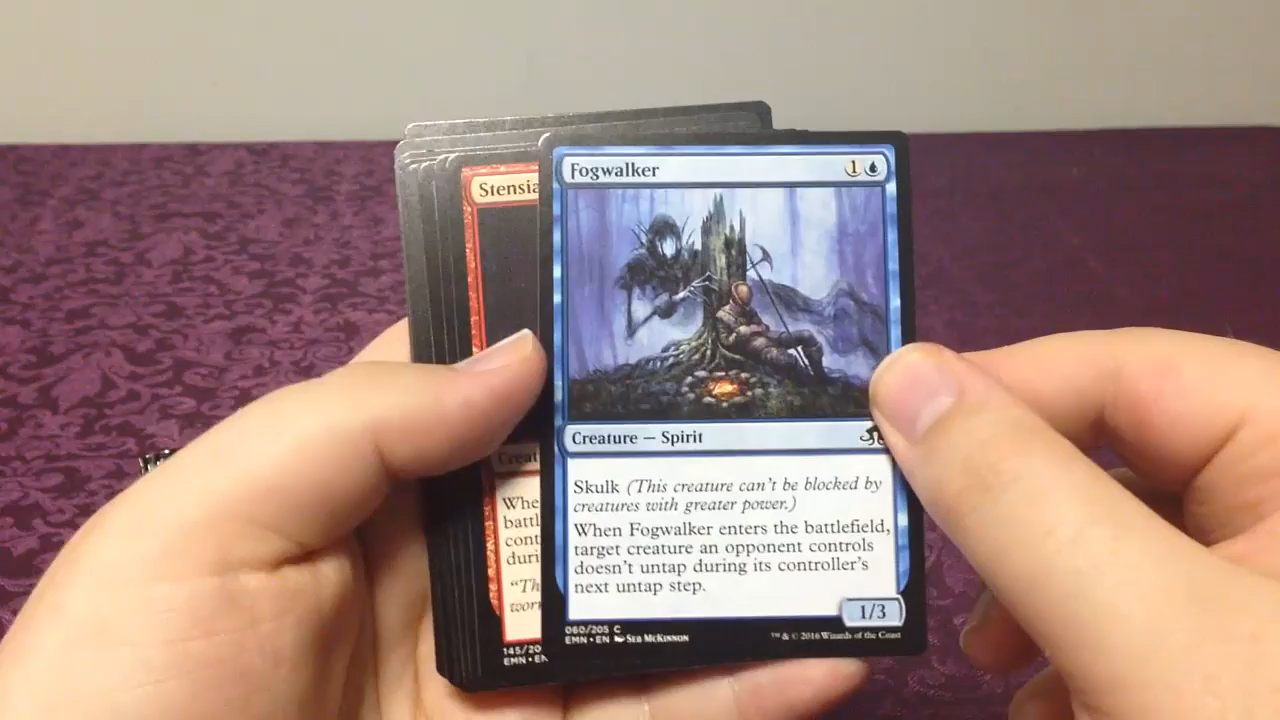 Fogwalker 1
Creature — Spirit
Skulk (This creature can't be blocked by
creatures with greater power.)
When Fogwalker enters the battlefield,
target creature an opponent controls
doesn't untap during its controller's
next untap step.
1/3
060/205 C
EMN • EN Seb McKinnon
™ & © 2016 Wizards of the Coast
Stensia
Creat
Whe
battl
cont
duri
“Th
wor
145/20
EMN • EN